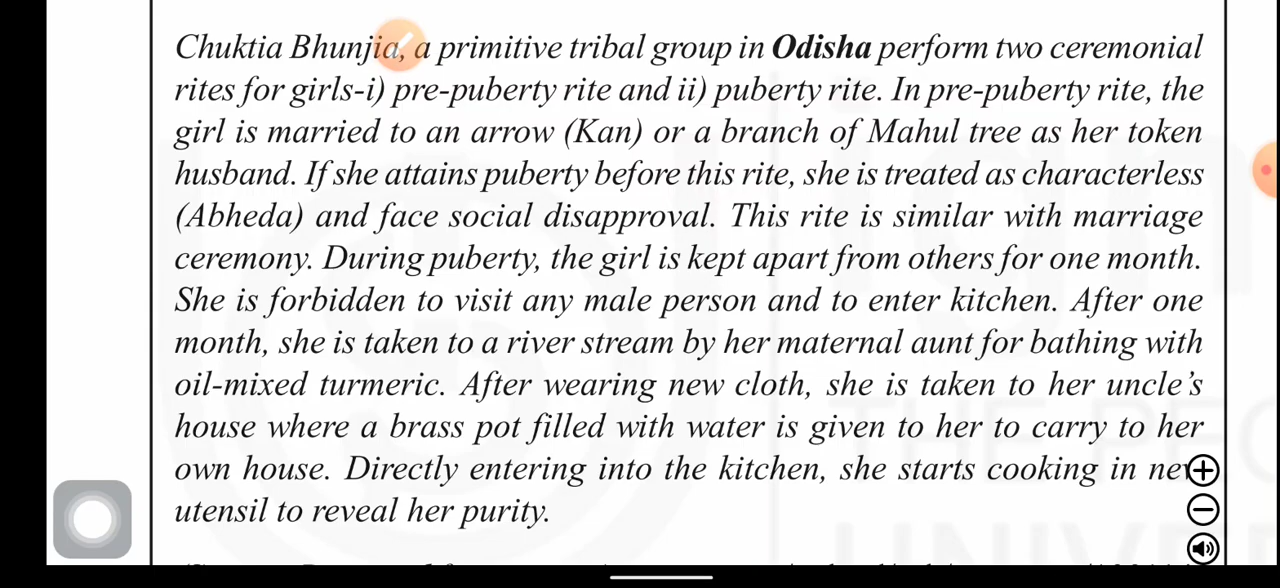 Chuktia Bhunjia, a primitive tribal group in Odisha perform two ceremonial
rites for girls-i) pre-puberty rite and ii) puberty rite. In pre-puberty rite, the
girl is married to an arrow (Kan) or a branch of Mahul tree as her token
husband. If she attains puberty before this rite, she is treated as characterless
(Abheda) and face social disapproval. This rite is similar with marriage
ceremony. During puberty, the girl is kept apart from others for one month.
She is forbidden to visit any male person and to enter kitchen. After one
month, she is taken to a river stream by her maternal aunt for bathing with
oil-mixed turmeric. After wearing new cloth, she is taken to her uncle's
house where a brass pot filled with water is given to her to carry to her
own house. Directly entering into the kitchen, she starts cooking in new
utensil to reveal her purity.